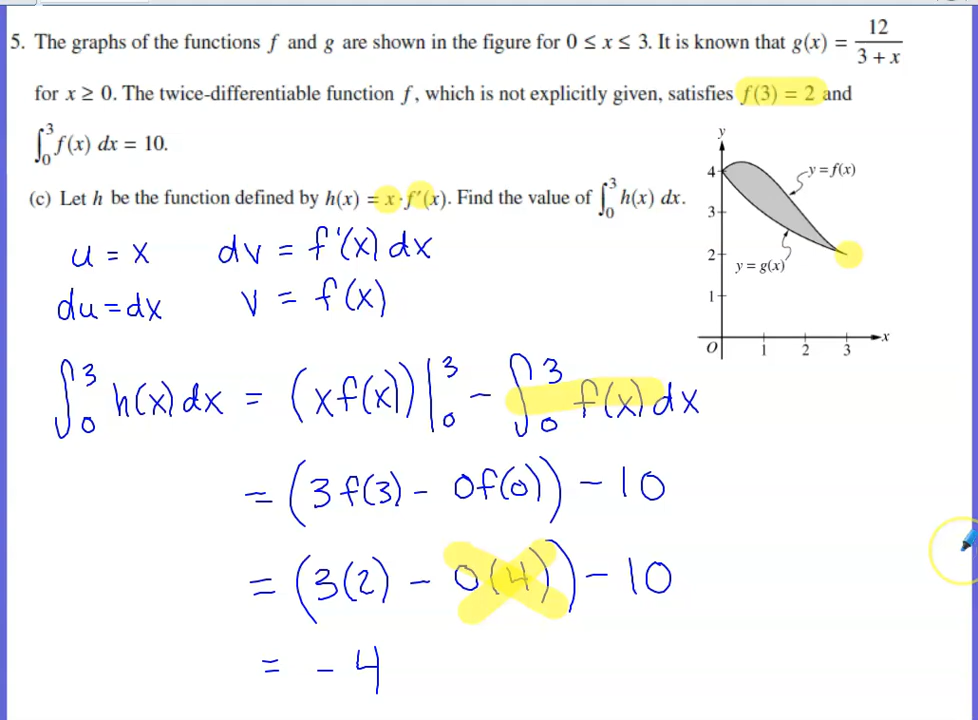 5. The graphs of the functions f and g are shown in the figure for 0 ≤ x ≤ 3. It is known that g(x) = 12/(3 + x)
for x ≥ 0. The twice-differentiable function f, which is not explicitly given, satisfies f(3) = 2 and
∫₀³ f(x) dx = 10.
(c) Let h be the function defined by h(x) = x · f′(x). Find the value of ∫₀³ h(x) dx.
y
4
3
2
1
O
1 2 3
x
y = f(x)
y = g(x)
u = x dv = f'(x) dx
du = dx v = f(x)
∫₀³ h(x) dx = (xf(x))|₀³ − ∫₀³ f(x) dx
= (3f(3) − 0f(0)) − 10
= (3(2) − 0(4)) − 10
= −4